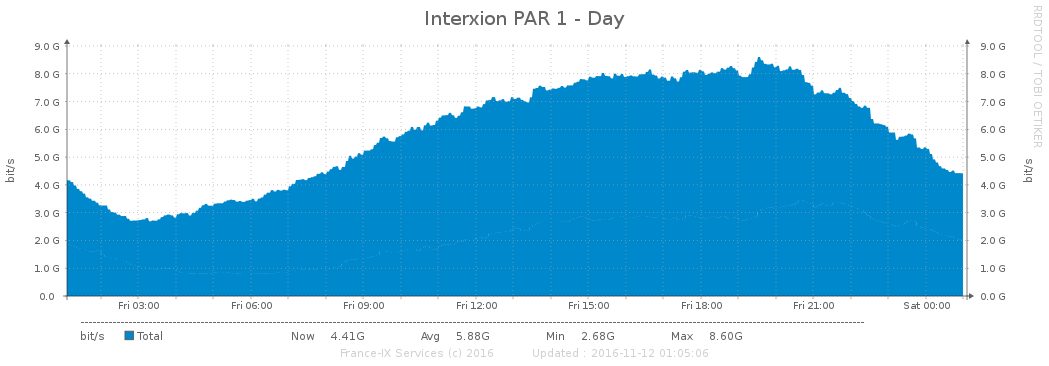 Interxion PAR 1 - Day
RRDTOOL / TOBI OETIKER
9.0 G 9.0 G
8.0 G 8.0 G
7.0 G 7.0 G
6.0 G 6.0 G
5.0 G 5.0 G
4.0 G 4.0 G
3.0 G 3.0 G
2.0 G 2.0 G
1.0 G 1.0 G
0.0 0.0 G
bit/s bit/s
Fri 03:00 Fri 06:00 Fri 09:00 Fri 12:00 Fri 15:00 Fri 18:00 Fri 21:00 Sat 00:00
bit/s Total Now 4.41G Avg 5.88G Min 2.68G Max 8.60G
France-IX Services (c) 2016 Updated : 2016-11-12 01:05:06